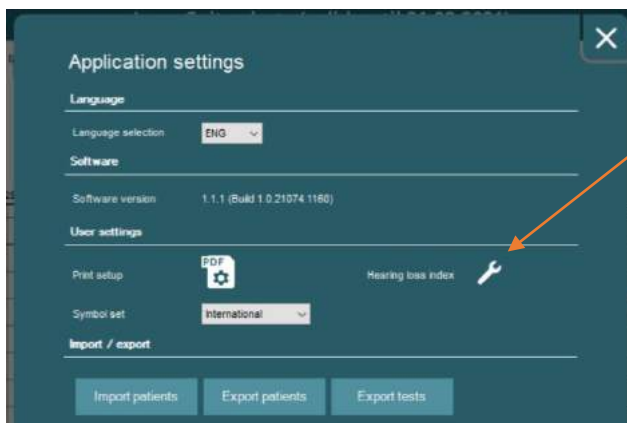 Application settings
Language
Language selection ENG
Software
Software version 1.1.1 (Build 1.0.21074.1160)
User settings
Print setup PDF Hearing loss index
Symbol set International
Import / export
Import patients Export patients Export tests